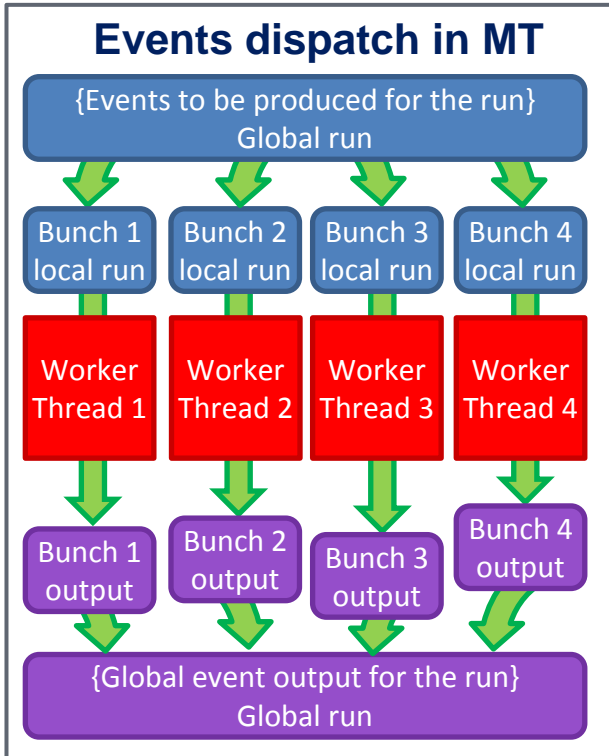 Events dispatch in MT
{Events to be produced for the run}
Global run
Bunch 1
local run
Bunch 2
local run
Bunch 3
local run
Bunch 4
local run
Worker
Thread 1
Worker
Thread 2
Worker
Thread 3
Worker
Thread 4
Bunch 1
output
Bunch 2
output
Bunch 3
output
Bunch 4
output
{Global event output for the run}
Global run